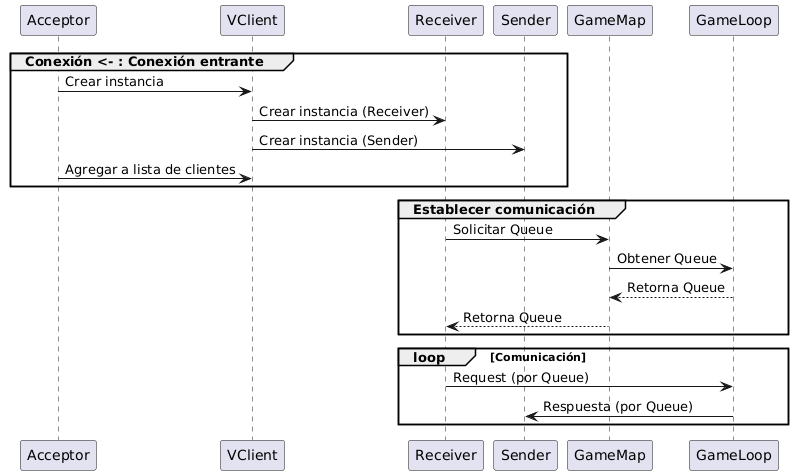 Acceptor VClient Receiver Sender GameMap GameLoop
Conexión <- : Conexión entrante
Crear instancia
Crear instancia (Receiver)
Crear instancia (Sender)
Agregar a lista de clientes
Establecer comunicación
Solicitar Queue
Obtener Queue
Retorna Queue
Retorna Queue
loop [Comunicación]
Request (por Queue)
Respuesta (por Queue)
Acceptor VClient Receiver Sender GameMap GameLoop